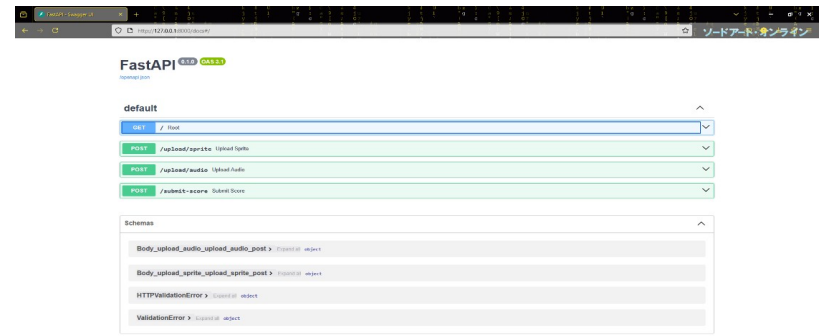 FastAPI - Swagger UI
http://127.0.0.1:8000/docs#/
ソードアート・オンライン
FastAPI 0.1.0 OAS 3.1
/openapi.json
default
GET / Root
POST /upload/sprite Upload Sprite
POST /upload/audio Upload Audio
POST /submit-score Submit Score
Schemas
Body_upload_audio_upload_audio_post > Expand all object
Body_upload_sprite_upload_sprite_post > Expand all object
HTTPValidationError > Expand all object
ValidationError > Expand all object